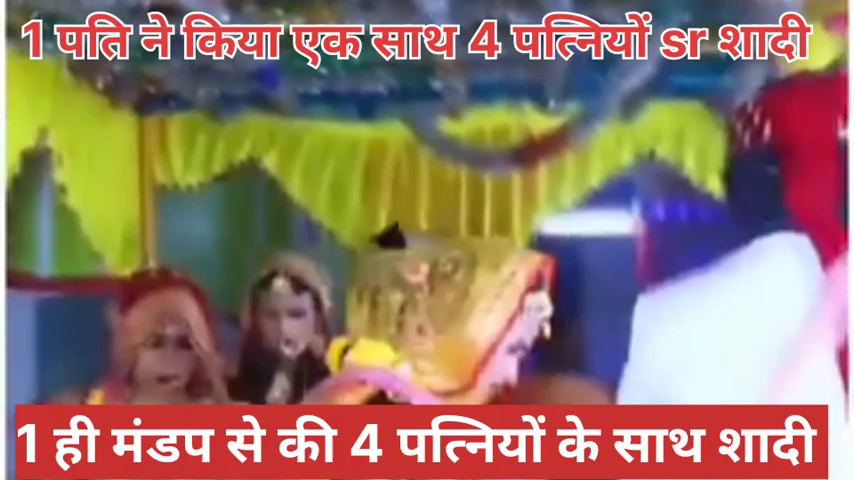 1 पति ने किया एक साथ 4 पत्नियों sr शादी
1 ही मंडप से की 4 पत्नियों के साथ शादी